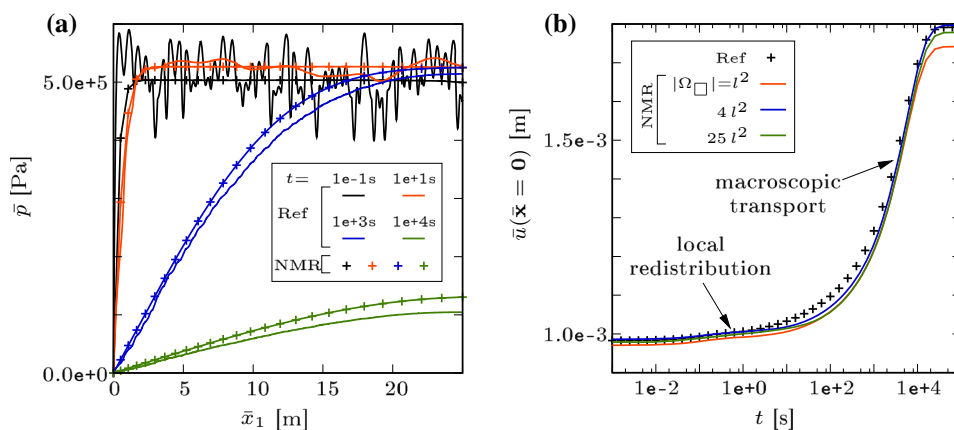 (a)
5.0e+5
p̄ [Pa]
0.0e+0
0 5 10 15 20
x̄₁ [m]
t= 1e-1s 1e+1s
Ref
1e+3s 1e+4s
NMR
(b)
Ref
NMR
|Ω□|=l²
4 l²
25 l²
1.5e-3
ū(x̄ = 0) [m]
macroscopic
transport
local
redistribution
1.0e-3
1e-2 1e+0 1e+2 1e+4
t [s]